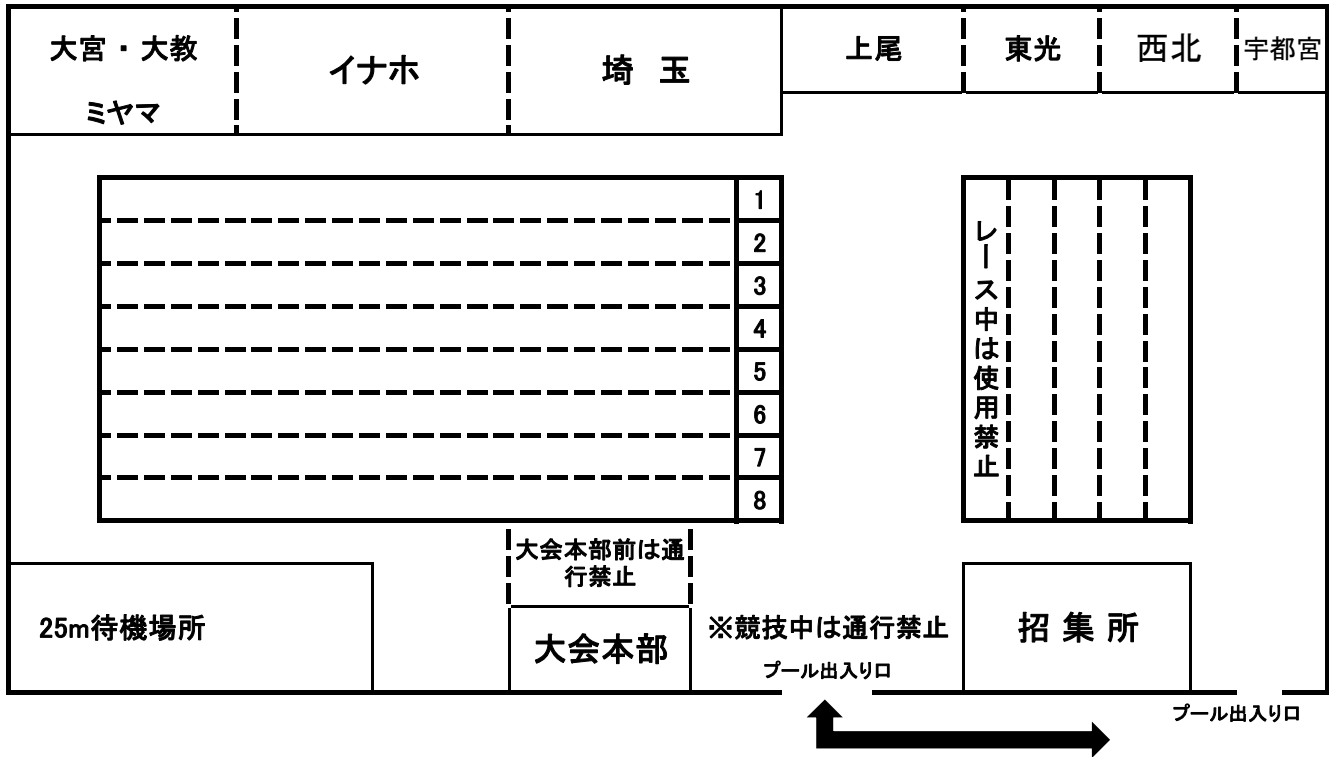 大宮・大教
ミヤマ
イナホ
埼 玉
上尾
東光
西北
宇都宮
1
2
3
4
5
6
7
8
レース中は使用禁止
大会本部前は通
行禁止
25m待機場所
大会本部
※競技中は通行禁止
プール出入り口
招 集 所
プール出入り口